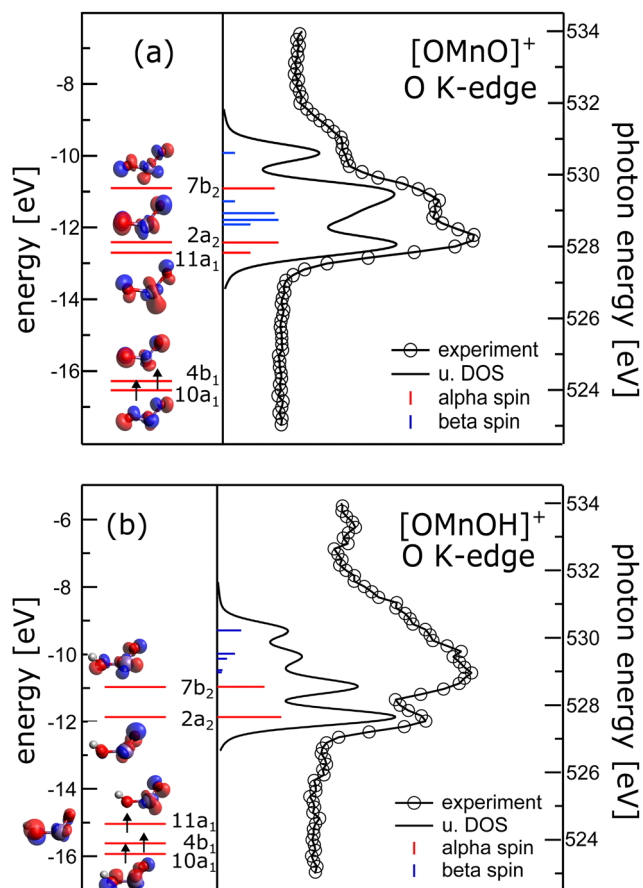 (a)
[OMnO]+
O K-edge
energy [eV]
-8
-10
-12
-14
-16
7b2
2a2
11a1
4b1
10a1
534
532
530
528
526
524
photon energy [eV]
experiment
u. DOS
alpha spin
beta spin
(b)
[OMnOH]+
O K-edge
energy [eV]
-6
-8
-10
-12
-14
-16
7b2
2a2
11a1
4b1
10a1
534
532
530
528
526
524
photon energy [eV]
experiment
u. DOS
alpha spin
beta spin